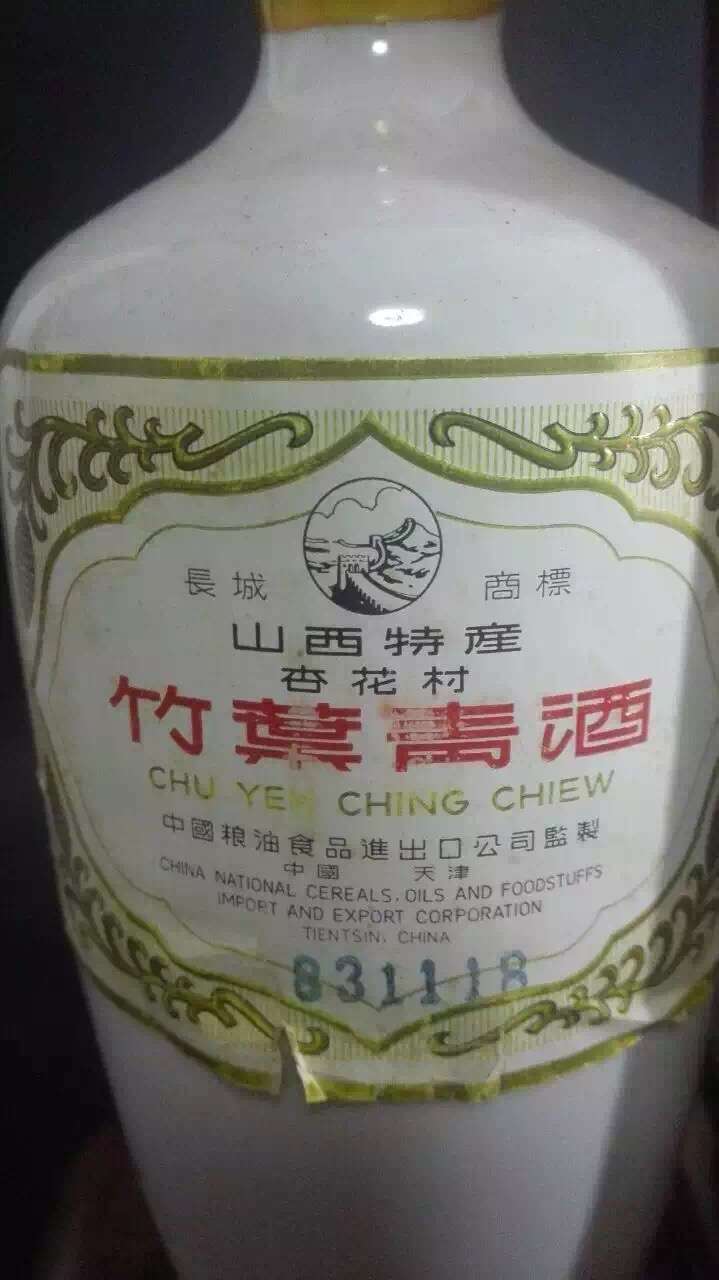 長城 商標
山西特產
杏花村
竹葉青酒
CHU YEH CHING CHIEW
中國粮油食品進出口公司監製
中國 天津
CHINA NATIONAL CEREALS, OILS AND FOODSTUFFS
IMPORT AND EXPORT CORPORATION
TIENTSIN, CHINA
831118